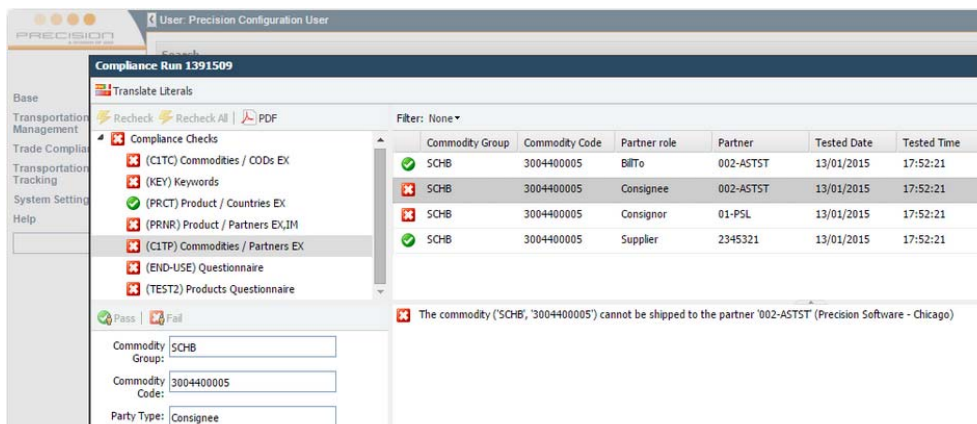 User: Precision Configuration User
PRECISION
Search
Compliance Run 1391509
Translate Literals
Base
Transportation
Management
Trade Complia
Transportation
Tracking
System Setting
Help
Recheck Recheck All PDF
Compliance Checks
(C1TC) Commodities / CODs EX
(KEY) Keywords
(PRCT) Product / Countries EX
(PRNR) Product / Partners EX,IM
(C1TP) Commodities / Partners EX
(END-USE) Questionnaire
(TEST2) Products Questionnaire
Filter: None
Commodity Group Commodity Code Partner role Partner Tested Date Tested Time
SCHB 3004400005 BillTo 002-ASTST 13/01/2015 17:52:21
SCHB 3004400005 Consignee 002-ASTST 13/01/2015 17:52:21
SCHB 3004400005 Consignor 01-PSL 13/01/2015 17:52:21
SCHB 3004400005 Supplier 2345321 13/01/2015 17:52:21
Pass Fail
Commodity
Group: SCHB
Commodity
Code: 3004400005
Party Type: Consignee
The commodity ('SCHB', '3004400005') cannot be shipped to the partner '002-ASTST' (Precision Software - Chicago)